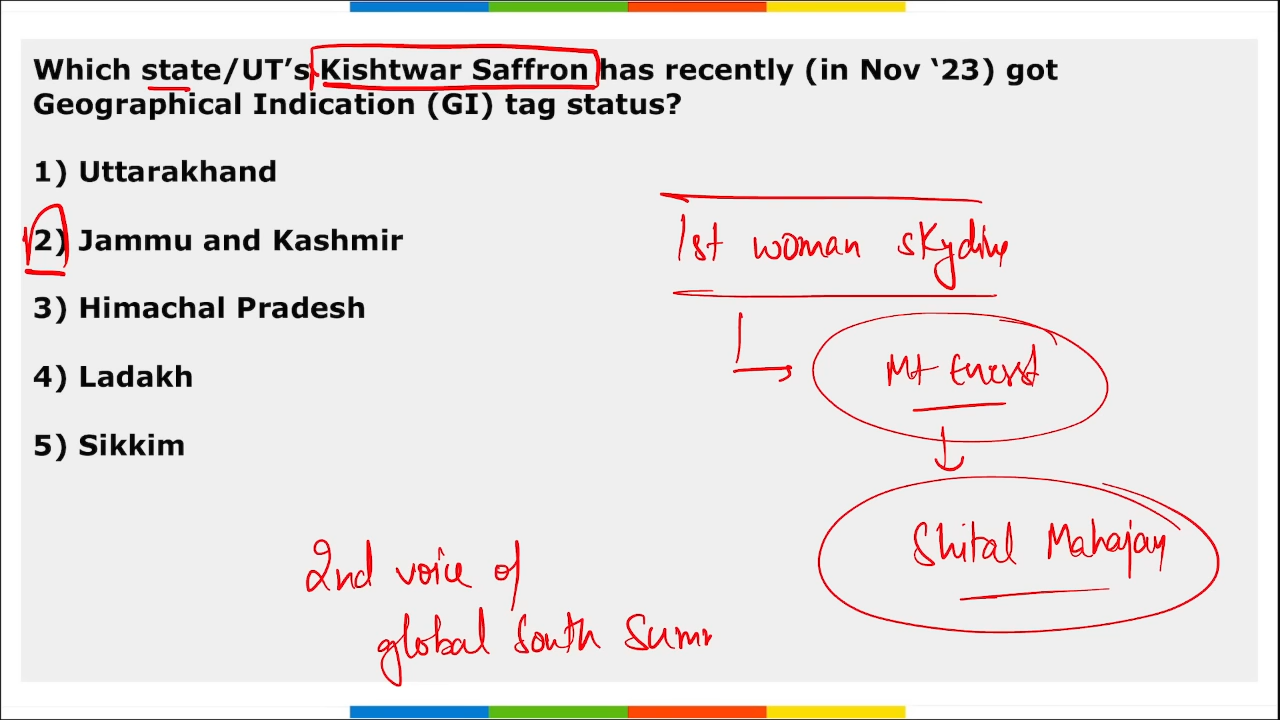 Which state/UT’s Kishtwar Saffron has recently (in Nov ‘23) got
Geographical Indication (GI) tag status?
1) Uttarakhand
2) Jammu and Kashmir
3) Himachal Pradesh
4) Ladakh
5) Sikkim
1st woman skydive
Mt Everest
Shital Mahajan
2nd voice of
global South Summ